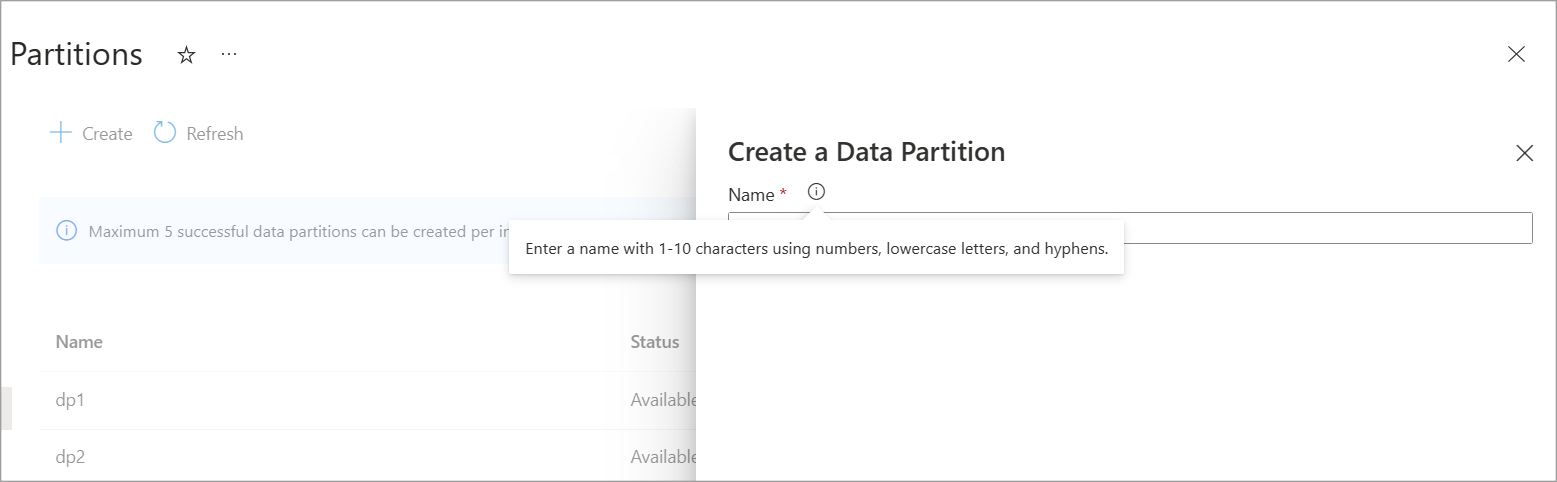 Partitions
Create Refresh
Create a Data Partition
Name *
Maximum 5 successful data partitions can be created per
Enter a name with 1-10 characters using numbers, lowercase letters, and hyphens.
Name Status
dp1 Available
dp2 Available